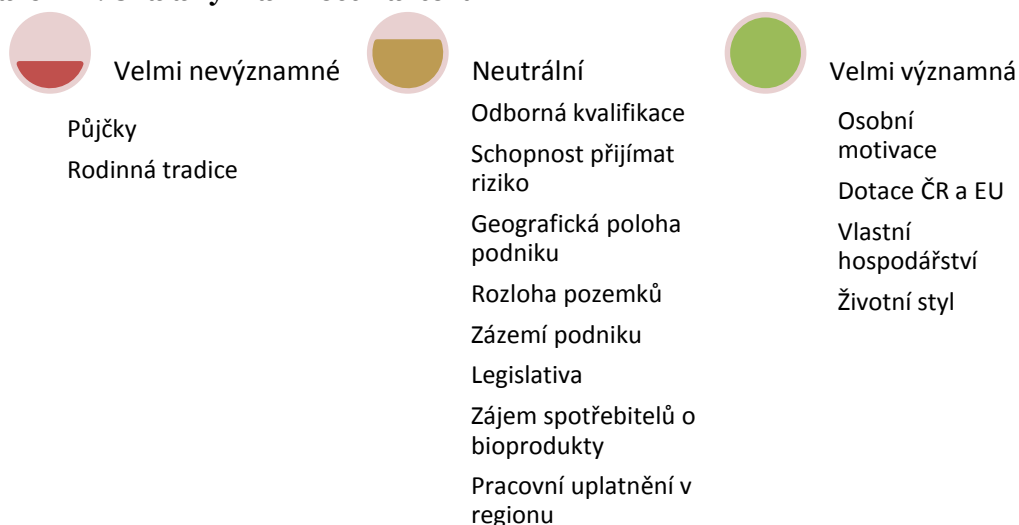 Velmi nevýznamné
Půjčky
Rodinná tradice
Neutrální
Odborná kvalifikace
Schopnost přijímat
riziko
Geografická poloha
podniku
Rozloha pozemků
Zázemí podniku
Legislativa
Zájem spotřebitelů o
bioprodukty
Pracovní uplatnění v
regionu
Velmi významná
Osobní
motivace
Dotace ČR a EU
Vlastní
hospodářství
Životní styl